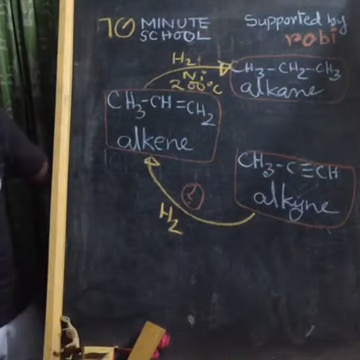 10 MINUTE SCHOOL
Supported by
robi
H₂
Ni
200°C
CH₃-CH₂-CH₃
alkane
CH₃-CH=CH₂
alkene
CH₃-C≡CH
alkyne
?
H₂